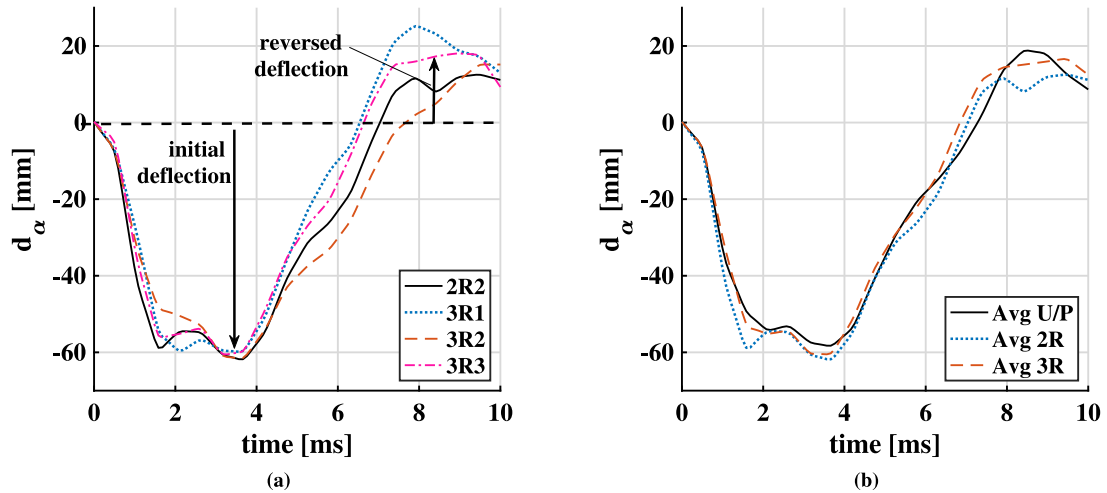 20
0
-20
-40
-60
d α [mm]
0 2 4 6 8 10
time [ms]
reversed
deflection
initial
deflection
2R2
3R1
3R2
3R3
(a)
20
0
-20
-40
-60
d α [mm]
0 2 4 6 8 10
time [ms]
Avg U/P
Avg 2R
Avg 3R
(b)